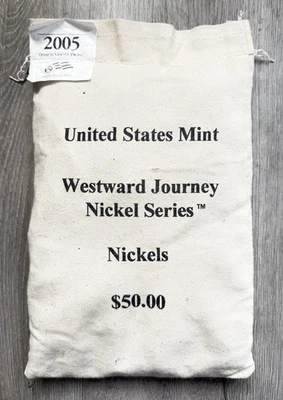 2005
United States Mint
Westward Journey
Nickel Series™
Nickels
$50.00